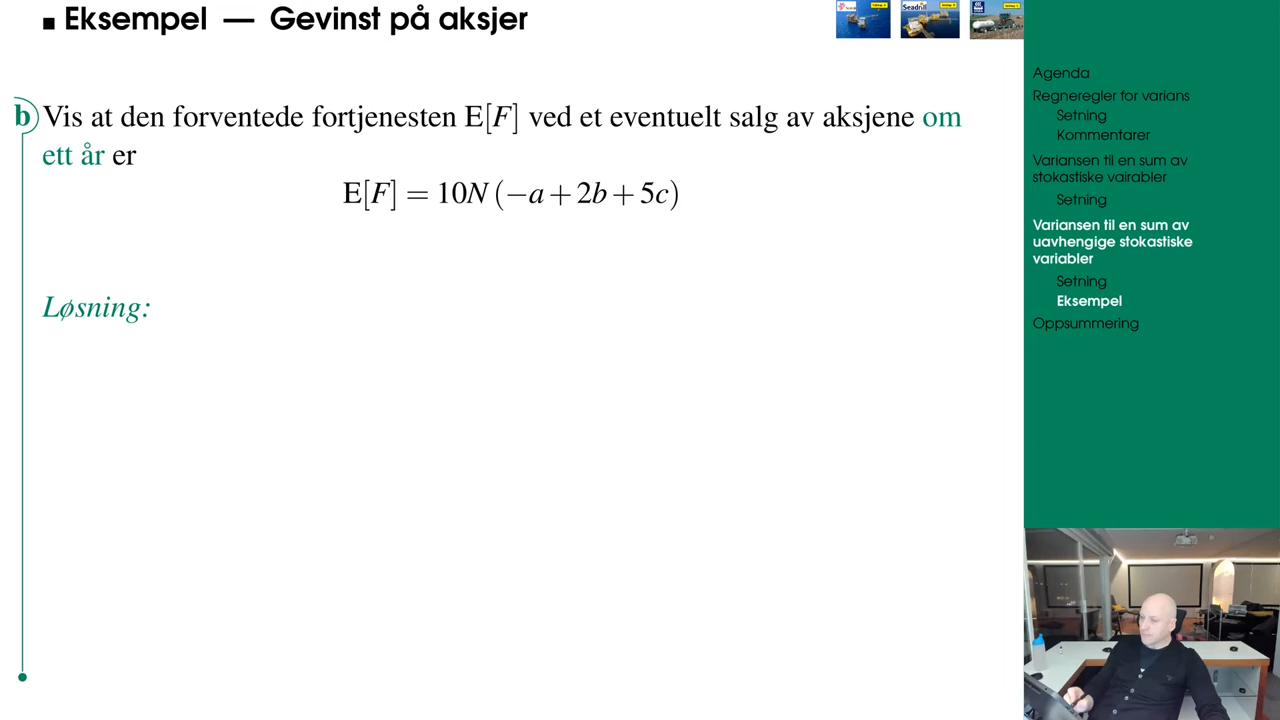 Eksempel — Gevinst på aksjer
Seadrill
b Vis at den forventede fortjenesten E[F] ved et eventuelt salg av aksjene om
ett år er
E[F] = 10N (−a + 2b + 5c)
Løsning:
Agenda
Regneregler for varians
Setning
Kommentarer
Variansen til en sum av
stokastiske vairabler
Setning
Variansen til en sum av
uavhengige stokastiske
variabler
Setning
Eksempel
Oppsummering